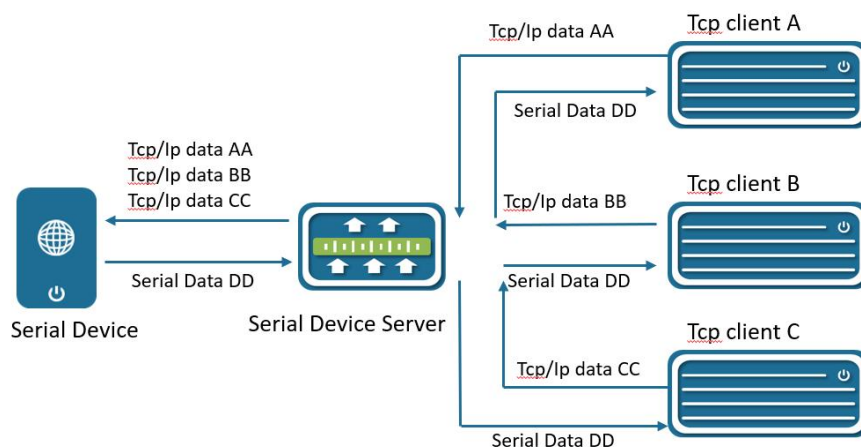 Tcp client A
Tcp/Ip data AA
Serial Data DD
Tcp/Ip data AA
Tcp/Ip data BB
Tcp/Ip data CC
Serial Data DD
Serial Device
Serial Device Server
Tcp client B
Tcp/Ip data BB
Serial Data DD
Tcp client C
Tcp/Ip data CC
Serial Data DD